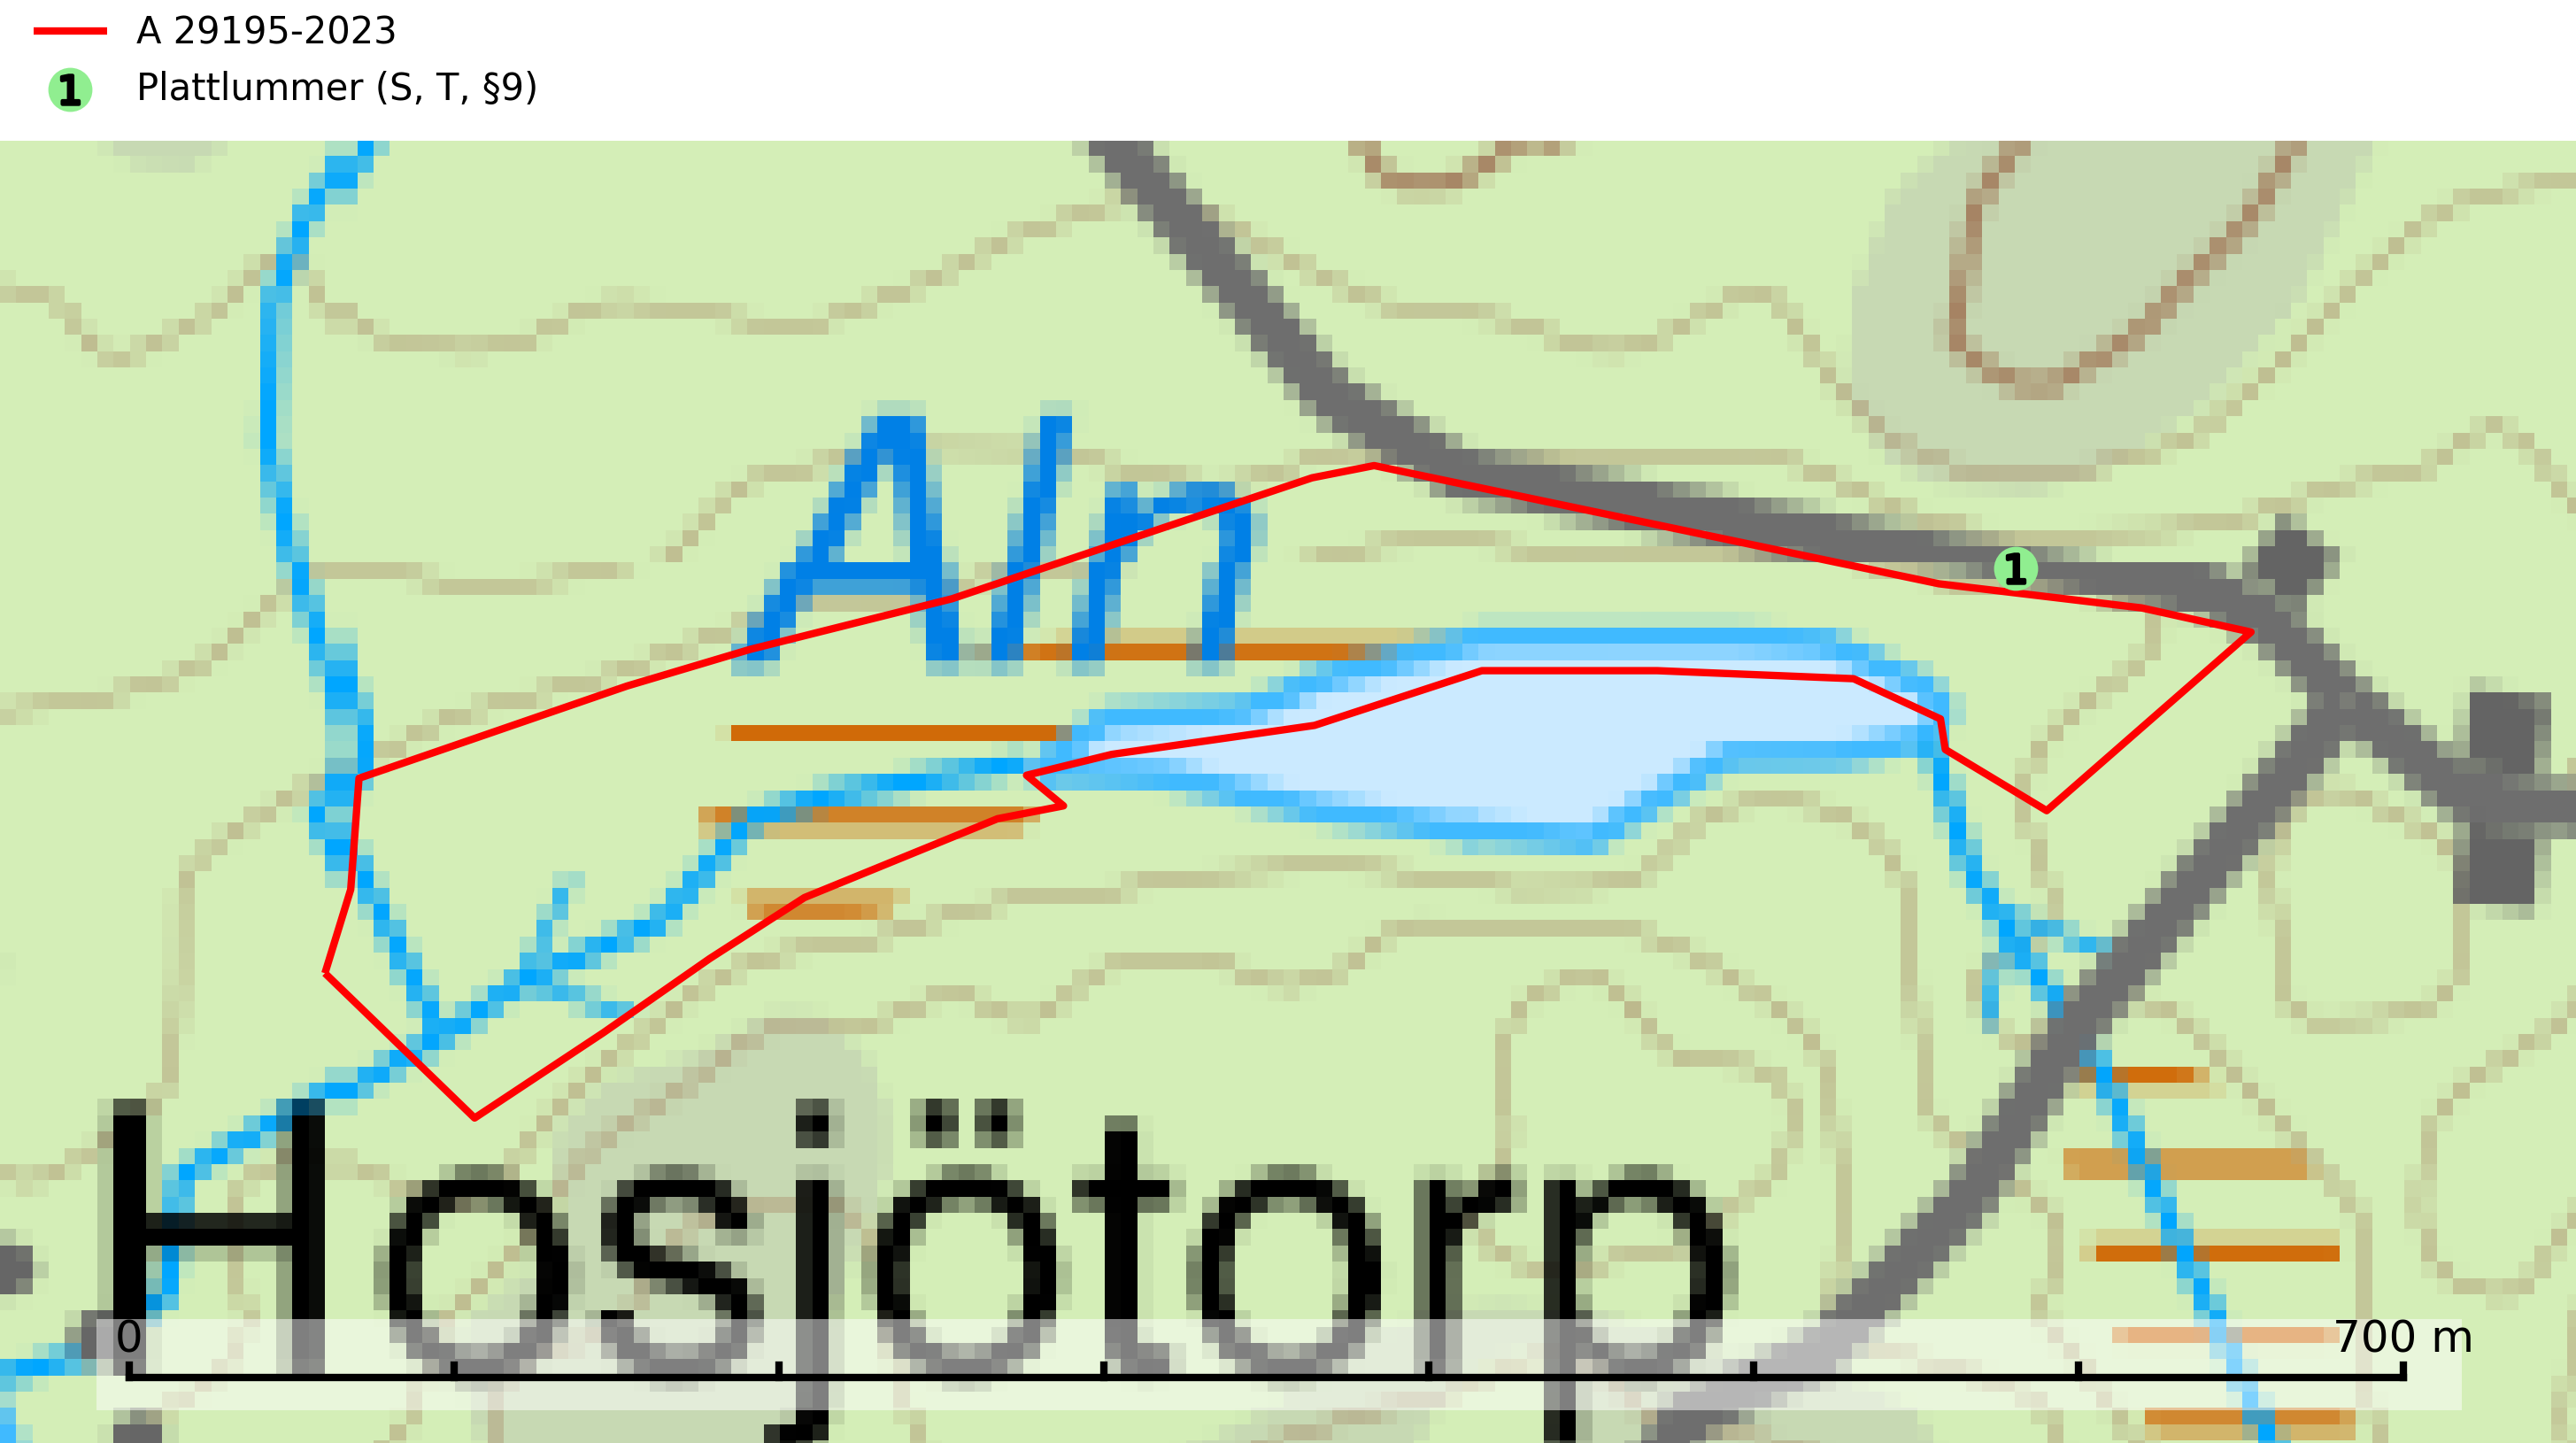 A 29195-2023
1 Plattlummer (S, T, §9)
Aln
1
Hosjötorp
0 700 m